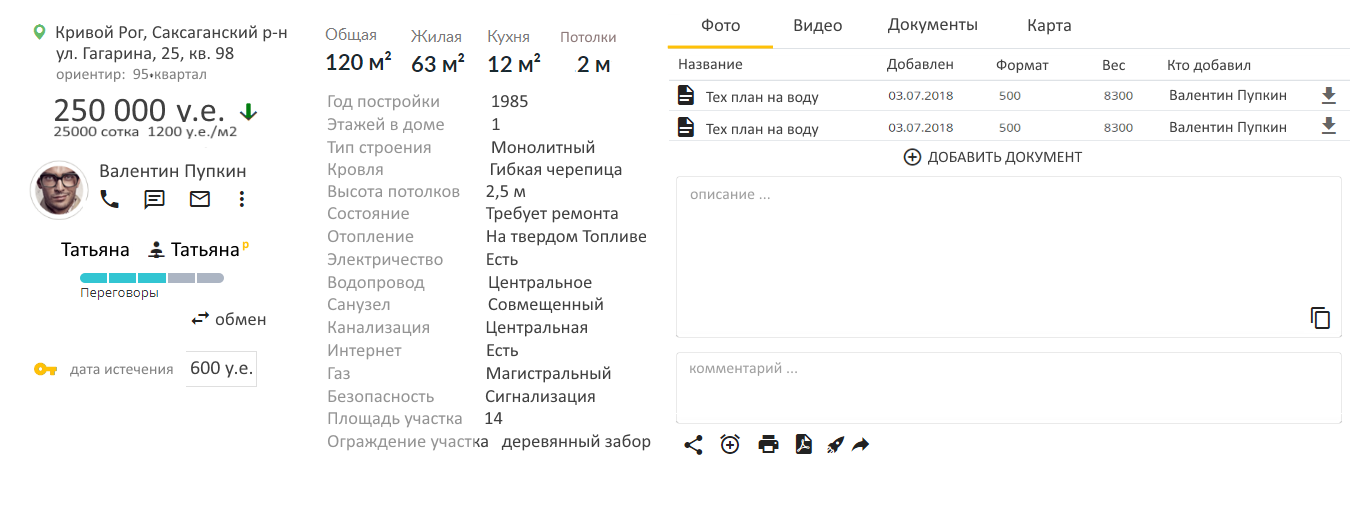 Кривой Рог, Саксаганский р-н
ул. Гагарина, 25, кв. 98
ориентир: 95•квартал
250 000 у.е.
25000 сотка 1200 у.е./м2
Валентин Пупкин
Татьяна Татьяна р
Переговоры
обмен
дата истечения 600 у.е.
Общая Жилая Кухня Потолки
120 м² 63 м² 12 м² 2 м
Год постройки 1985
Этажей в доме 1
Тип строения Монолитный
Кровля Гибкая черепица
Высота потолков 2,5 м
Состояние Требует ремонта
Отопление На твердом Топливе
Электричество Есть
Водопровод Центральное
Санузел Совмещенный
Канализация Центральная
Интернет Есть
Газ Магистральный
Безопасность Сигнализация
Площадь участка 14
Ограждение участка деревянный забор
Фото Видео Документы Карта
Название Добавлен Формат Вес Кто добавил
Тех план на воду 03.07.2018 500 8300 Валентин Пупкин
Тех план на воду 03.07.2018 500 8300 Валентин Пупкин
ДОБАВИТЬ ДОКУМЕНТ
описание ...
комментарий ...